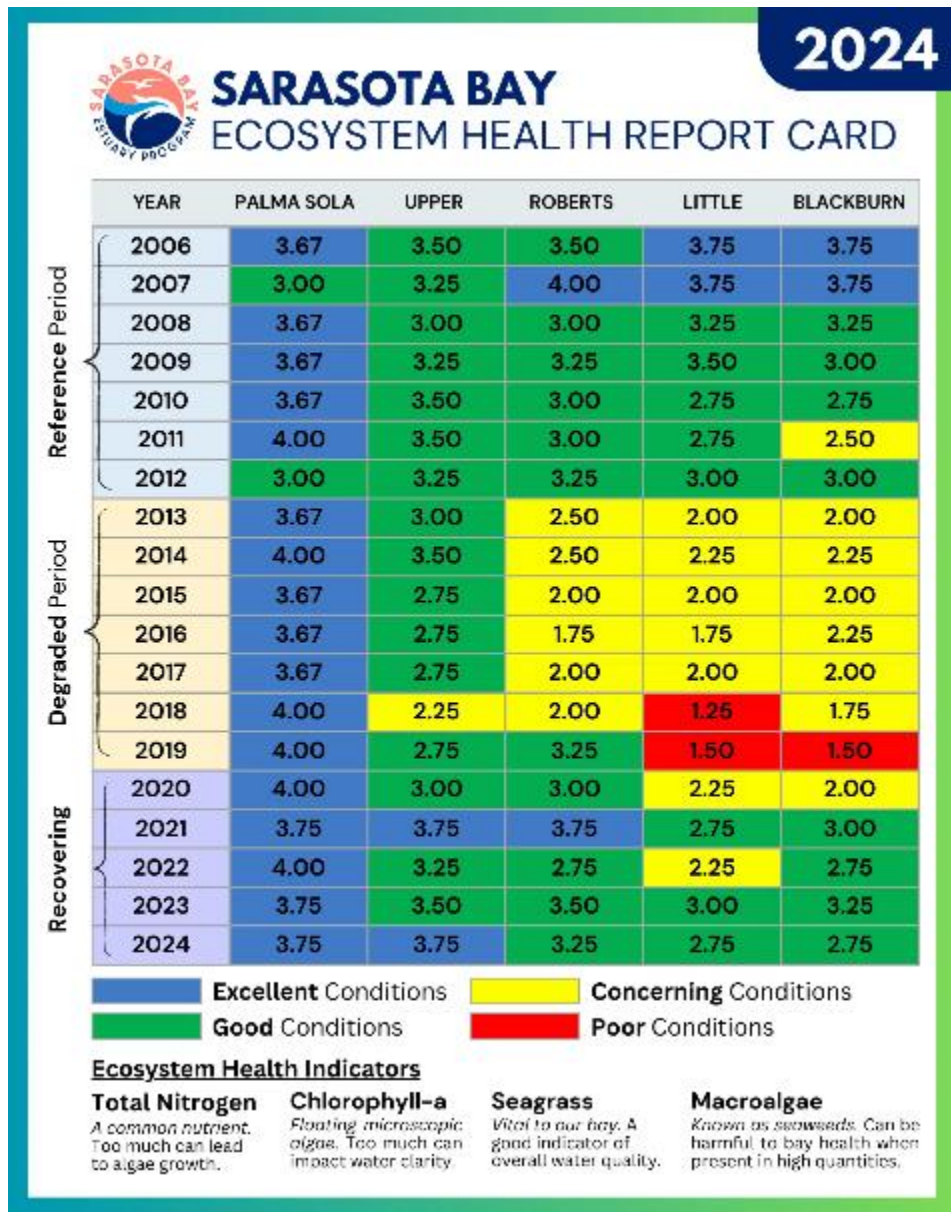 2024
SARASOTA BAY
ESTUARY PROGRAM
SARASOTA BAY
ECOSYSTEM HEALTH REPORT CARD
YEAR PALMA SOLA UPPER ROBERTS LITTLE BLACKBURN
Reference Period
2006 3.67 3.50 3.50 3.75 3.75
2007 3.00 3.25 4.00 3.75 3.75
2008 3.67 3.00 3.00 3.25 3.25
2009 3.67 3.25 3.25 3.50 3.00
2010 3.67 3.50 3.00 2.75 2.75
2011 4.00 3.50 3.00 2.75 2.50
2012 3.00 3.25 3.25 3.00 3.00
Degraded Period
2013 3.67 3.00 2.50 2.00 2.00
2014 4.00 3.50 2.50 2.25 2.25
2015 3.67 2.75 2.00 2.00 2.00
2016 3.67 2.75 1.75 1.75 2.25
2017 3.67 2.75 2.00 2.00 2.00
2018 4.00 2.25 2.00 1.25 1.75
2019 4.00 2.75 3.25 1.50 1.50
Recovering
2020 4.00 3.00 3.00 2.25 2.00
2021 3.75 3.75 3.75 2.75 3.00
2022 4.00 3.25 2.75 2.25 2.75
2023 3.75 3.50 3.50 3.00 3.25
2024 3.75 3.75 3.25 2.75 2.75
Excellent Conditions
Concerning Conditions
Good Conditions
Poor Conditions
Ecosystem Health Indicators
Total Nitrogen
A common nutrient.
Too much can lead
to algae growth.
Chlorophyll-a
Floating microscopic
algae. Too much can
impact water clarity
Seagrass
Vital to our bay. A
good indicator of
overall water quality.
Macroalgae
Known as seaweeds. Can be
harmful to bay health when
present in high quantities.